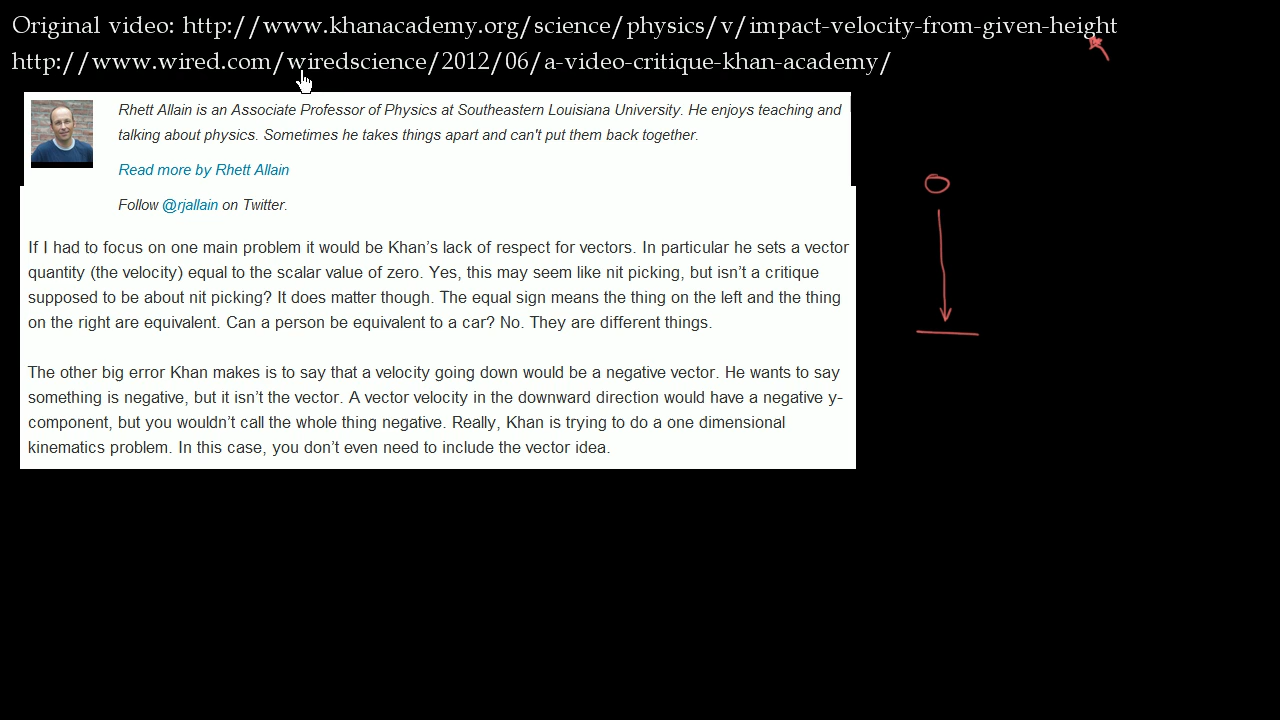 Original video: http://www.khanacademy.org/science/physics/v/impact-velocity-from-given-height
http://www.wired.com/wiredscience/2012/06/a-video-critique-khan-academy/
Rhett Allain is an Associate Professor of Physics at Southeastern Louisiana University. He enjoys teaching and
talking about physics. Sometimes he takes things apart and can't put them back together.
Read more by Rhett Allain
Follow @rjallain on Twitter.
If I had to focus on one main problem it would be Khan’s lack of respect for vectors. In particular he sets a vector
quantity (the velocity) equal to the scalar value of zero. Yes, this may seem like nit picking, but isn’t a critique
supposed to be about nit picking? It does matter though. The equal sign means the thing on the left and the thing
on the right are equivalent. Can a person be equivalent to a car? No. They are different things.
The other big error Khan makes is to say that a velocity going down would be a negative vector. He wants to say
something is negative, but it isn’t the vector. A vector velocity in the downward direction would have a negative y-
component, but you wouldn’t call the whole thing negative. Really, Khan is trying to do a one dimensional
kinematics problem. In this case, you don’t even need to include the vector idea.